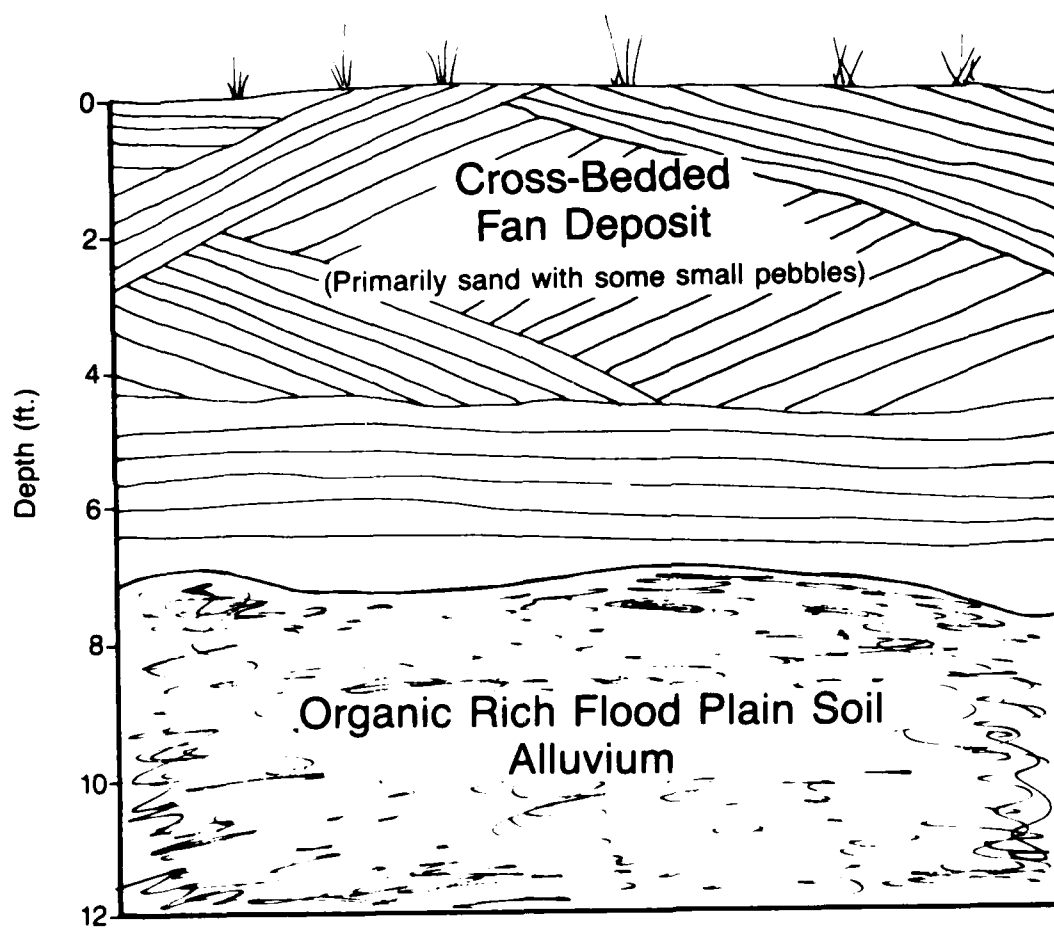 0
Cross-Bedded
Fan Deposit
2
(Primarily sand with some small pebbles)
4
Depth (ft.)
6
8
Organic Rich Flood Plain Soil
Alluvium
10
12